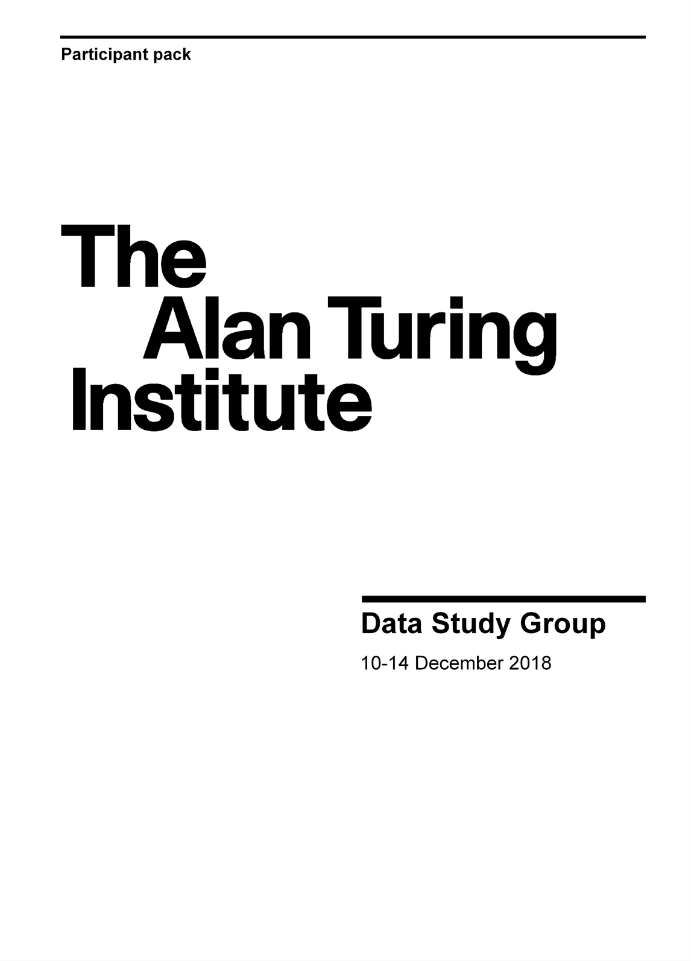 Participant pack
The
Alan Turing
Institute
Data Study Group
10-14 December 2018